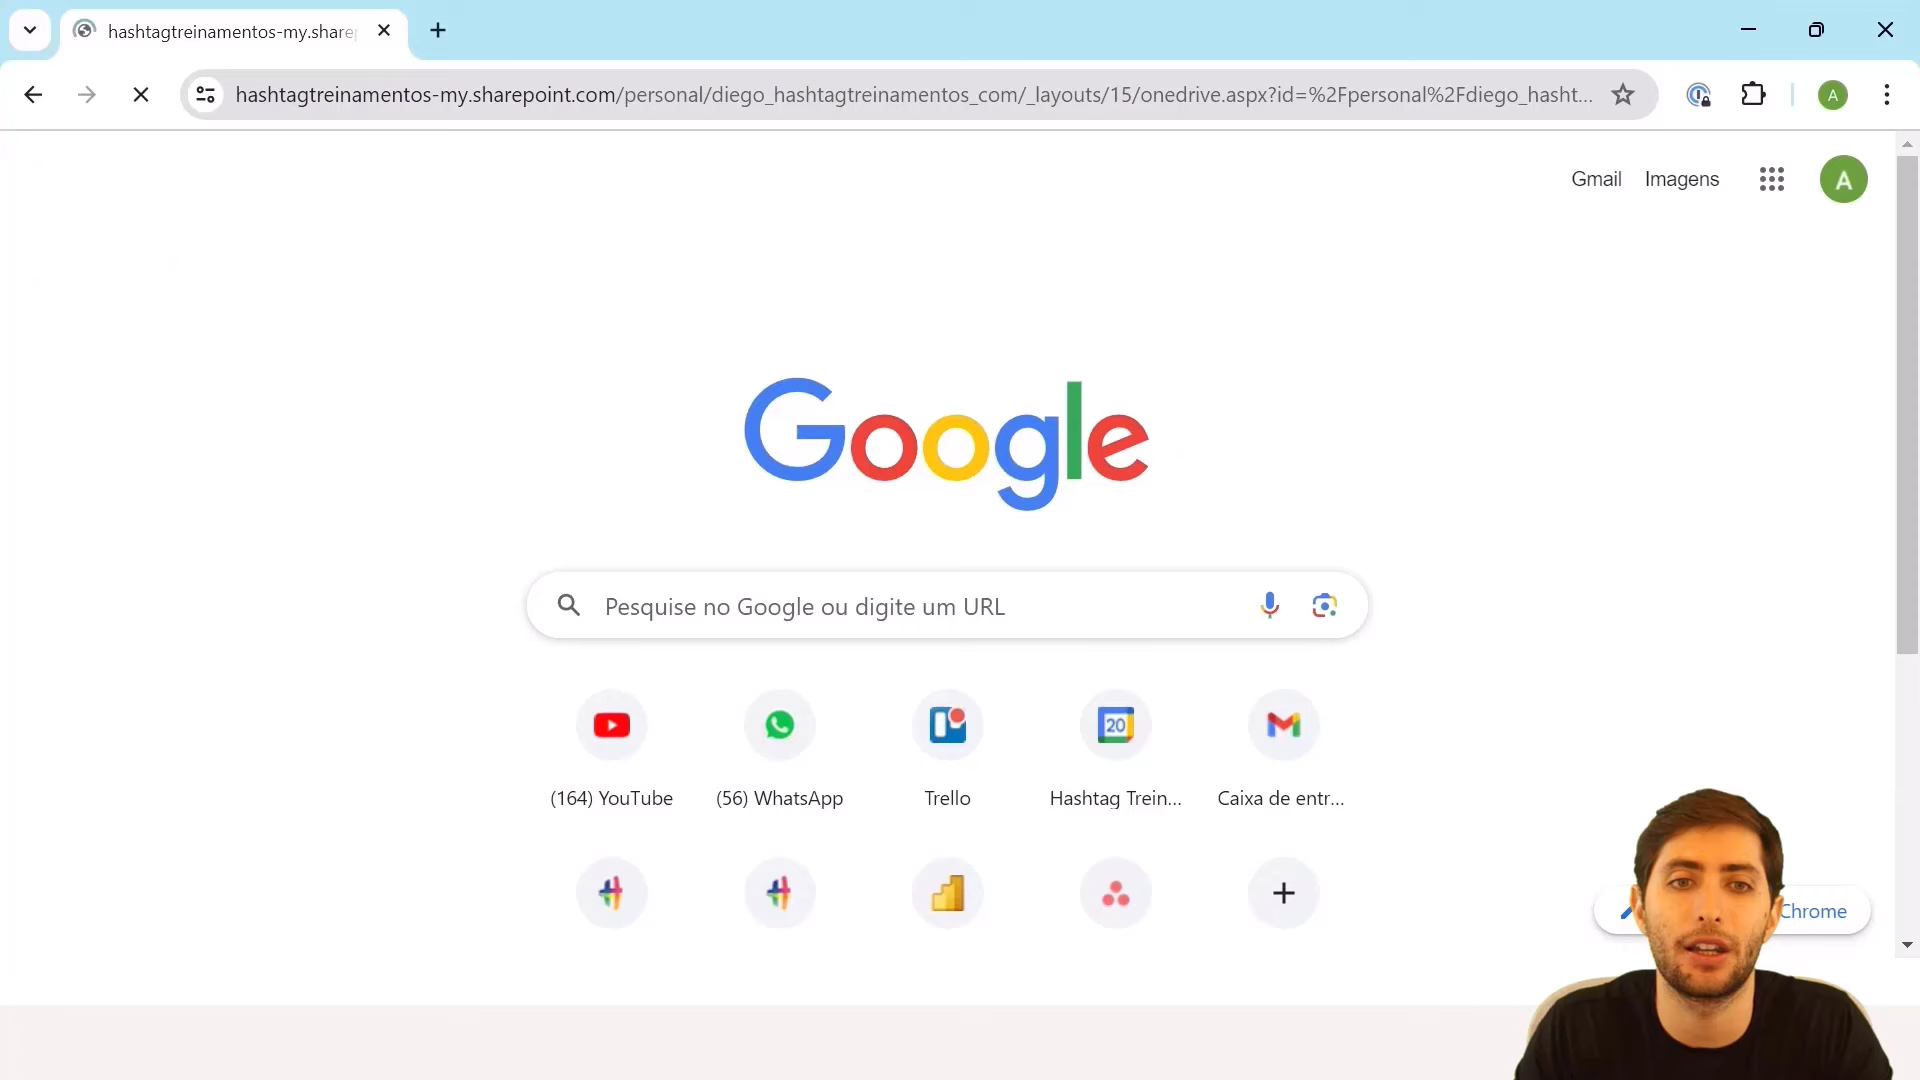 hashtagtreinamentos-my.share
hashtagtreinamentos-my.sharepoint.com/personal/diego_hashtagtreinamentos_com/_layouts/15/onedrive.aspx?id=%2Fpersonal%2Fdiego_hasht...
A
Gmail Imagens
A
Google
Pesquise no Google ou digite um URL
20
(164) YouTube (56) WhatsApp Trello Hashtag Trein... Caixa de entr...
Chrome